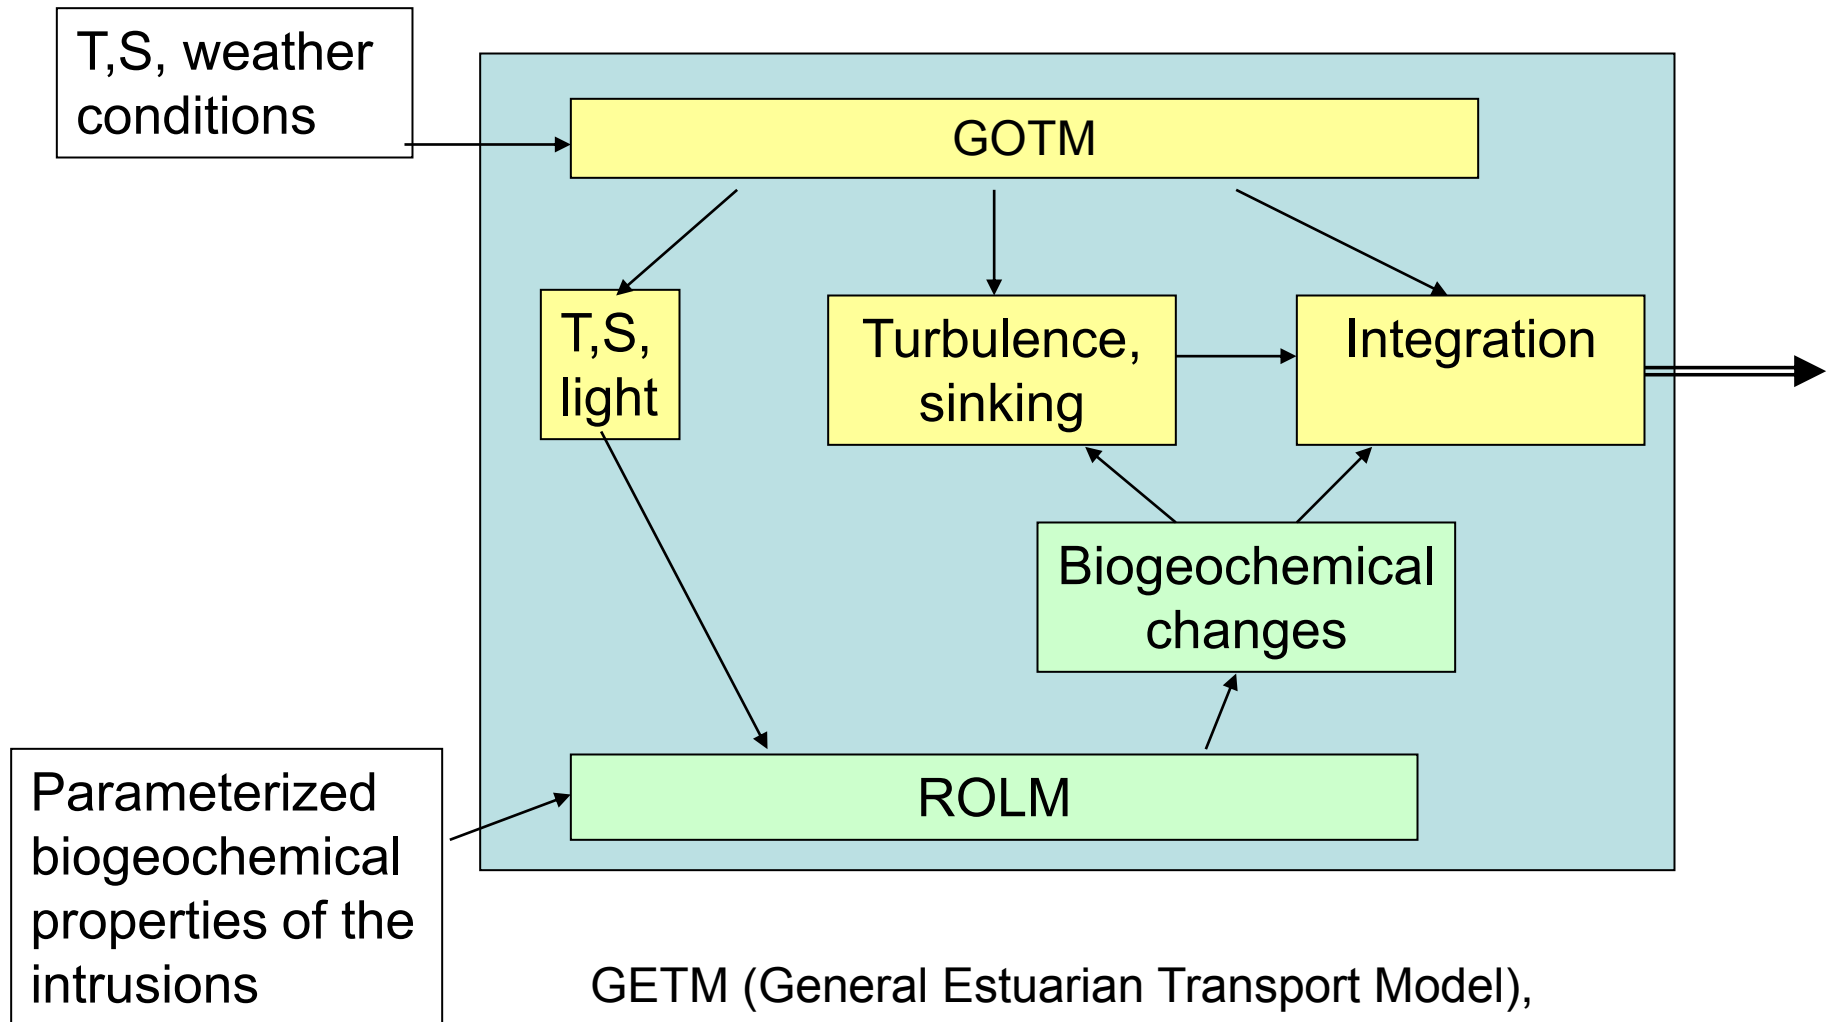 T,S, weather
conditions
GOTM
T,S,
light
Turbulence,
sinking
Integration
Biogeochemical
changes
ROLM
Parameterized
biogeochemical
properties of the
intrusions
GETM (General Estuarian Transport Model),